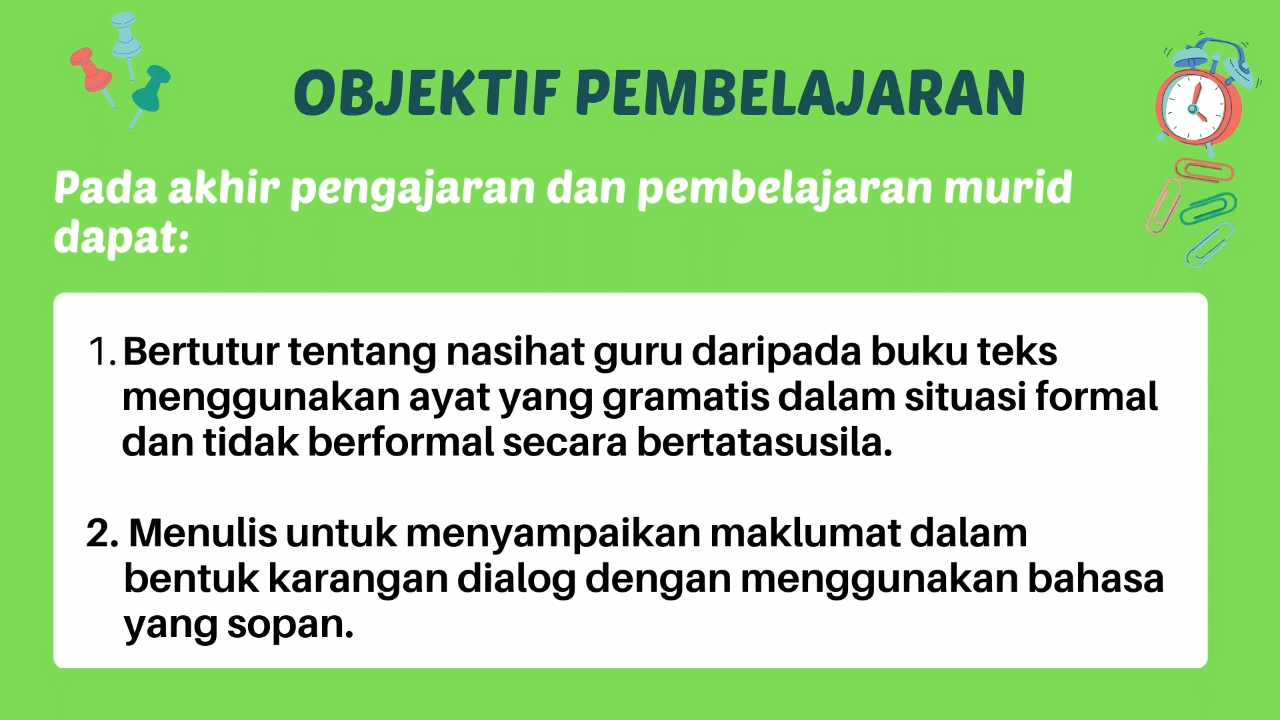 OBJEKTIF PEMBELAJARAN
Pada akhir pengajaran dan pembelajaran murid
dapat:
1. Bertutur tentang nasihat guru daripada buku teks
menggunakan ayat yang gramatis dalam situasi formal
dan tidak berformal secara bertatasusila.
2. Menulis untuk menyampaikan maklumat dalam
bentuk karangan dialog dengan menggunakan bahasa
yang sopan.